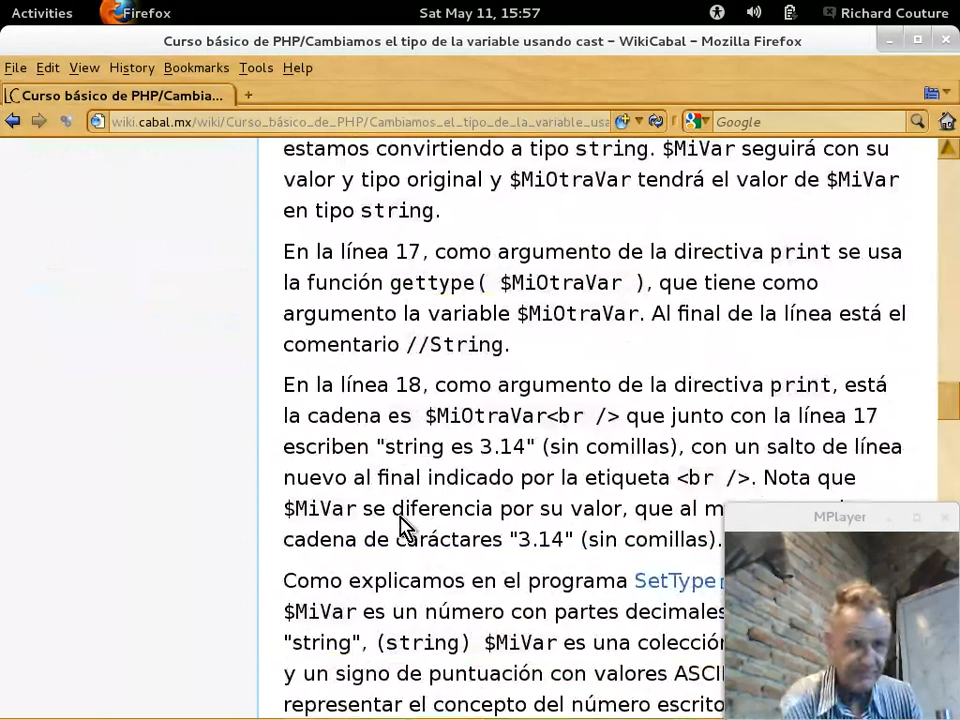 Activities Firefox Sat May 11, 15:57 Richard Couture
Curso básico de PHP/Cambiamos el tipo de la variable usando cast - WikiCabal - Mozilla Firefox
File Edit View History Bookmarks Tools Help
Curso básico de PHP/Cambia...
wiki.cabal.mx/wiki/Curso_básico_de_PHP/Cambiamos_el_tipo_de_la_variable_usa Google
estamos convirtiendo a tipo string. $MiVar seguirá con su
valor y tipo original y $MiOtraVar tendrá el valor de $MiVar
en tipo string.
En la línea 17, como argumento de la directiva print se usa
la función gettype( $MiOtraVar ), que tiene como
argumento la variable $MiOtraVar. Al final de la línea está el
comentario //String.
En la línea 18, como argumento de la directiva print, está
la cadena es $MiOtraVar<br /> que junto con la línea 17
escriben "string es 3.14" (sin comillas), con un salto de línea
nuevo al final indicado por la etiqueta <br />. Nota que
$MiVar se diferencia por su valor, que al m
cadena de caráctares "3.14" (sin comillas).
MPlayer
Como explicamos en el programa SetType
$MiVar es un número con partes decimales
"string", (string) $MiVar es una colección
y un signo de puntuación con valores ASCI
representar el concepto del número escrito